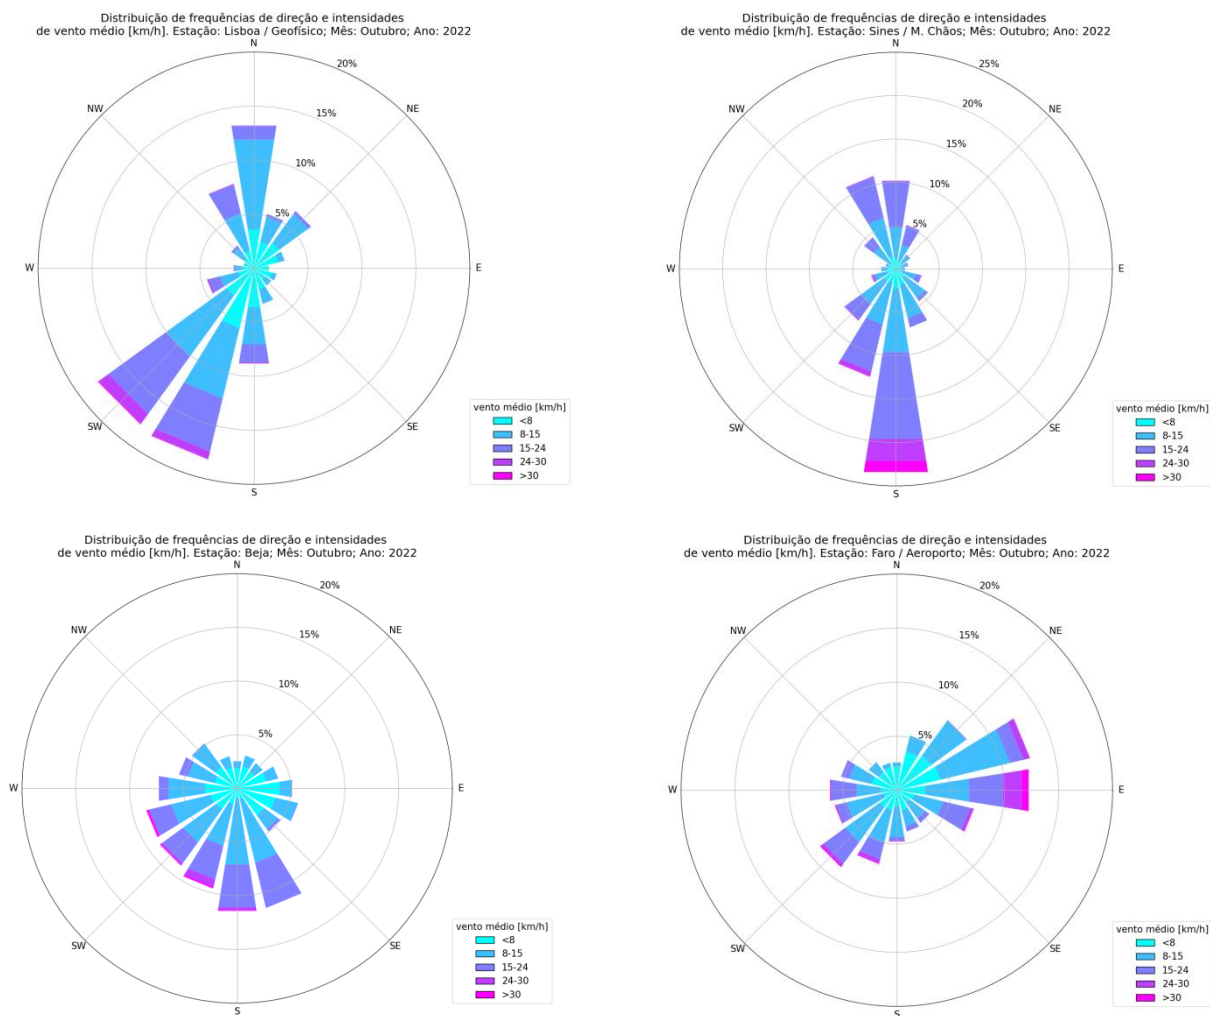 Distribuição de frequências de direção e intensidades
de vento médio [km/h]. Estação: Lisboa / Geofísico; Mês: Outubro; Ano: 2022
N
20%
NW
NE
15%
10%
5%
W
E
SW
SE
S
vento médio [km/h]
<8
8-15
15-24
24-30
>30
Distribuição de frequências de direção e intensidades
de vento médio [km/h]. Estação: Sines / M. Chãos; Mês: Outubro; Ano: 2022
N
25%
NW
NE
20%
15%
10%
5%
W
E
SW
SE
S
vento médio [km/h]
<8
8-15
15-24
24-30
>30
Distribuição de frequências de direção e intensidades
de vento médio [km/h]. Estação: Beja; Mês: Outubro; Ano: 2022
N
20%
NW
NE
15%
10%
5%
W
E
SW
SE
S
vento médio [km/h]
<8
8-15
15-24
24-30
>30
Distribuição de frequências de direção e intensidades
de vento médio [km/h]. Estação: Faro / Aeroporto; Mês: Outubro; Ano: 2022
N
20%
NW
NE
15%
10%
5%
W
E
SW
SE
S
vento médio [km/h]
<8
8-15
15-24
24-30
>30